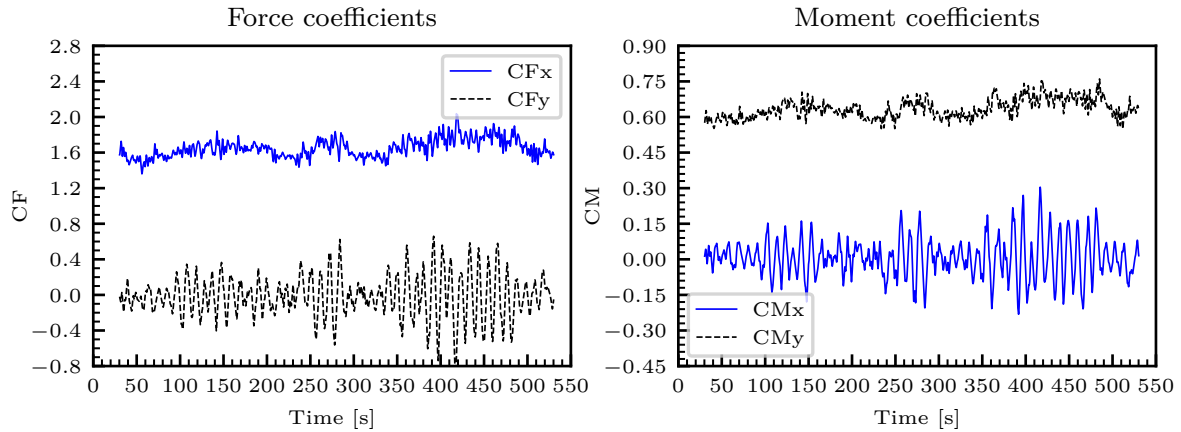 Force coefficients
2.8
2.4
2.0
1.6
1.2
0.8
0.4
0.0
−0.4
−0.8
CF
CFx
CFy
0 50 100 150 200 250 300 350 400 450 500 550
Time [s]
Moment coefficients
0.90
0.75
0.60
0.45
0.30
0.15
0.00
−0.15
−0.30
−0.45
CM
CMx
CMy
0 50 100 150 200 250 300 350 400 450 500 550
Time [s]